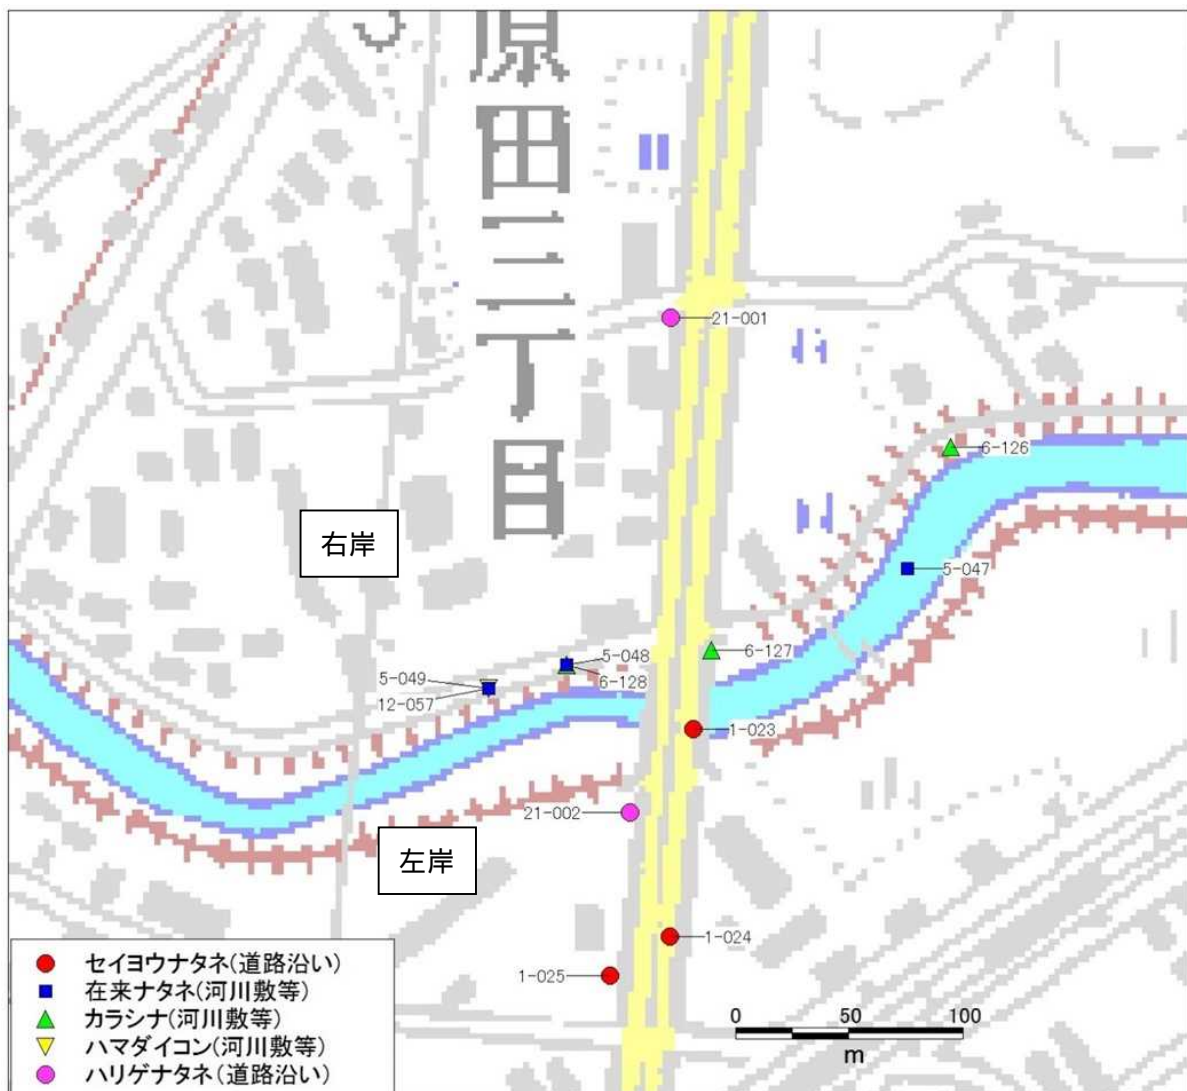 原田三丁目
21-001
6-126
右岸
5-047
5-048
6-127
5-049
6-128
12-057
1-023
21-002
左岸
1-024
1-025
セイヨウナタネ(道路沿い)
在来ナタネ(河川敷等)
カラシナ(河川敷等)
ハマダイコン(河川敷等)
ハリゲナタネ(道路沿い)
0 50 100
m